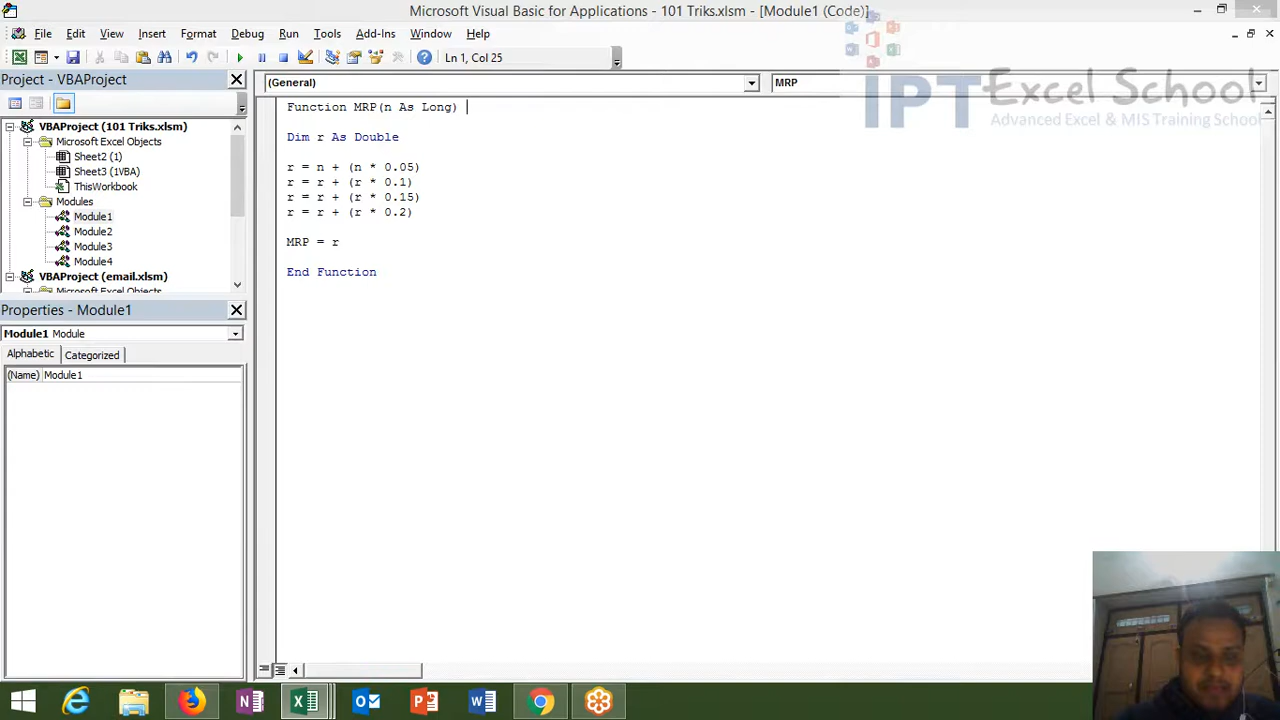 Microsoft Visual Basic for Applications - 101 Triks.xlsm - [Module1 (Code)]
File Edit View Insert Format Debug Run Tools Add-Ins Window Help
Ln 1, Col 25
IPT Excel School
Advanced Excel & MIS Training School
Project - VBAProject
(General)
MRP
VBAProject (101 Triks.xlsm)
Microsoft Excel Objects
Sheet2 (1)
Sheet3 (1VBA)
ThisWorkbook
Modules
Module1
Module2
Module3
Module4
VBAProject (email.xlsm)
Microsoft Excel Objects
Properties - Module1
Module1 Module
Alphabetic Categorized
(Name) Module1
Function MRP(n As Long)
Dim r As Double
r = n + (n * 0.05)
r = r + (r * 0.1)
r = r + (r * 0.15)
r = r + (r * 0.2)
MRP = r
End Function